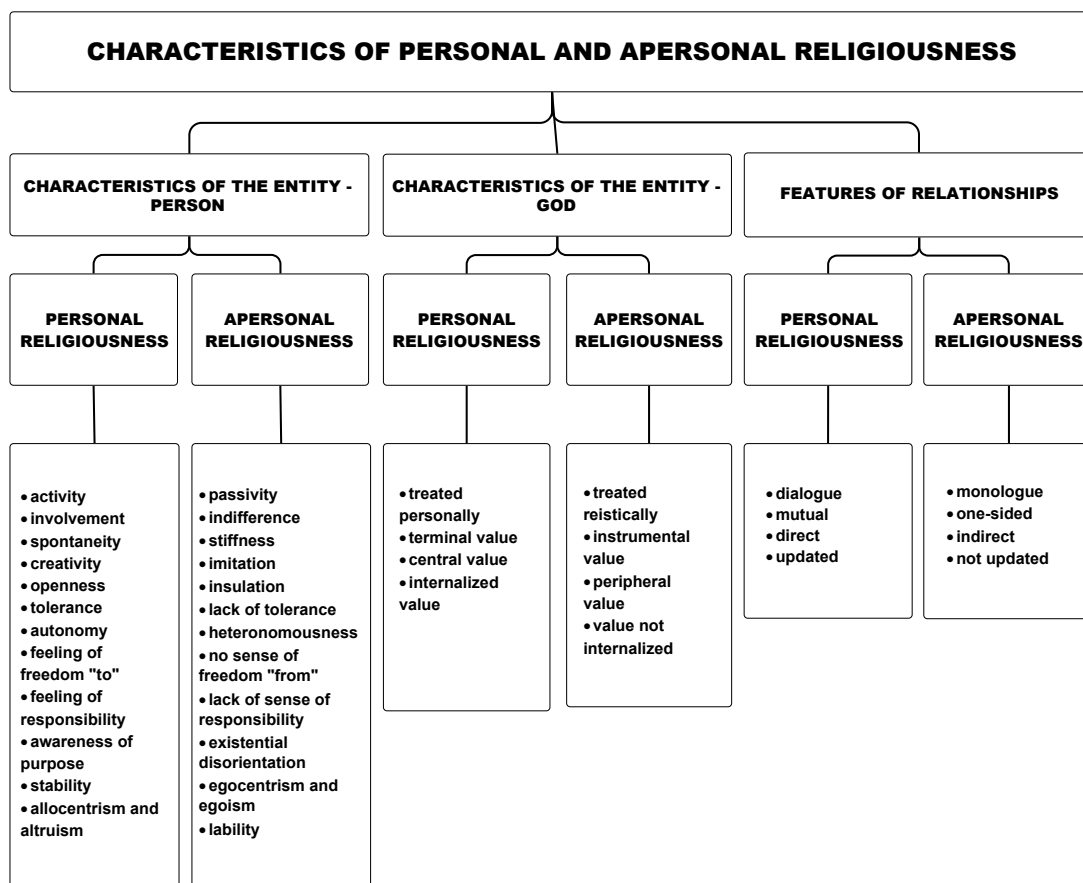 CHARACTERISTICS OF PERSONAL AND APERSONAL RELIGIOUSNESS
CHARACTERISTICS OF THE ENTITY -
PERSON
CHARACTERISTICS OF THE ENTITY -
GOD
FEATURES OF RELATIONSHIPS
PERSONAL
RELIGIOUSNESS
APERSONAL
RELIGIOUSNESS
PERSONAL
RELIGIOUSNESS
APERSONAL
RELIGIOUSNESS
PERSONAL
RELIGIOUSNESS
APERSONAL
RELIGIOUSNESS
• activity
• involvement
• spontaneity
• creativity
• openness
• tolerance
• autonomy
• feeling of
freedom "to"
• feeling of
responsibility
• awareness of
purpose
• stability
• allocentrism and
altruism
• passivity
• indifference
• stiffness
• imitation
• insulation
• lack of tolerance
• heteronomousness
• no sense of
freedom "from"
• lack of sense of
responsibility
• existential
disorientation
• egocentrism and
egoism
• lability
• treated
personally
• terminal value
• central value
• internalized
value
• treated
reistically
• instrumental
value
• peripheral
value
• value not
internalized
• dialogue
• mutual
• direct
• updated
• monologue
• one-sided
• indirect
• not updated